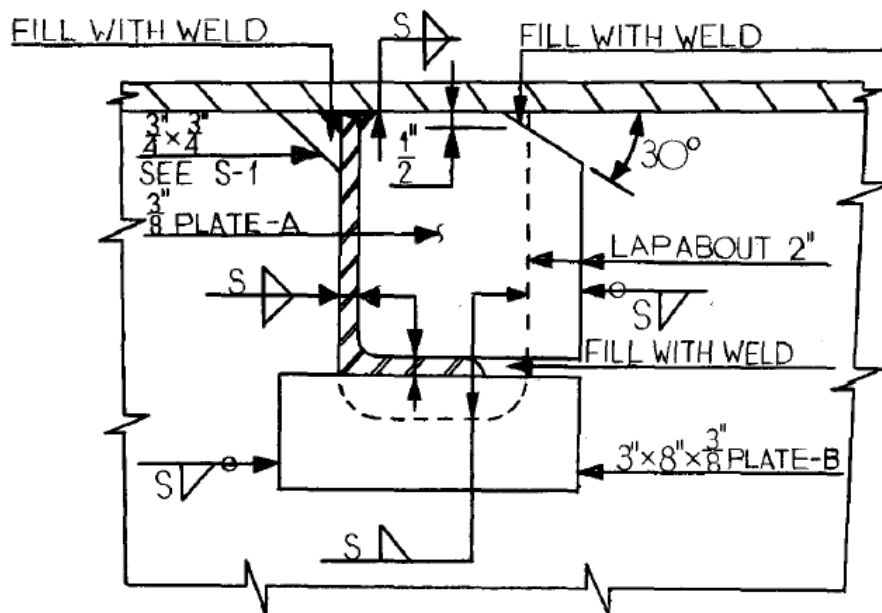 FILL WITH WELD
S
FILL WITH WELD
3/4" × 3/4"
SEE S-1
1/2"
30°
3/8" PLATE-A
LAP ABOUT 2"
S
S
FILL WITH WELD
3" × 8" × 3/8" PLATE-B
S
S